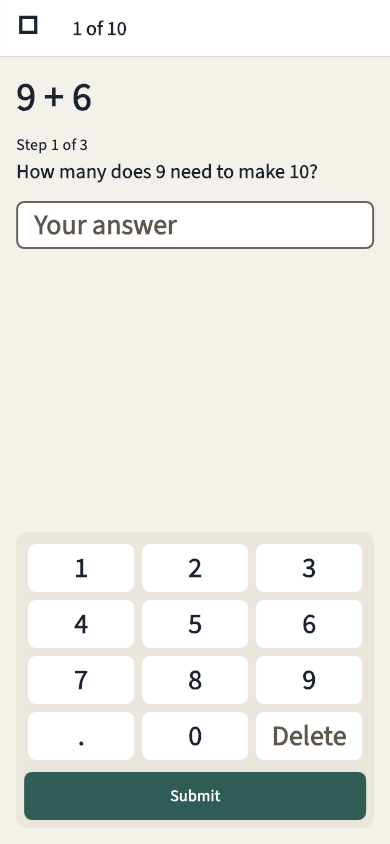 1 of 10
9 + 6
Step 1 of 3
How many does 9 need to make 10?
Your answer
1 2 3
4 5 6
7 8 9
. 0 Delete
Submit